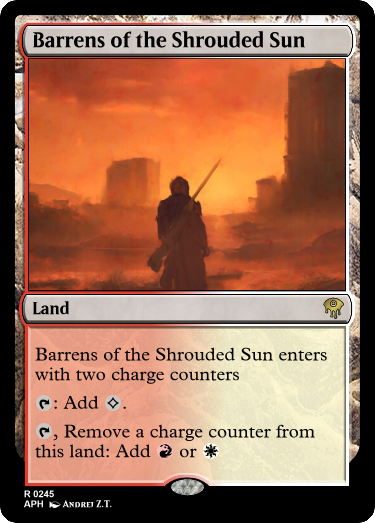 Barrens of the Shrouded Sun
Land
Barrens of the Shrouded Sun enters
with two charge counters
: Add .
, Remove a charge counter from
this land: Add or
R 0245
APH Andrej Z.T.